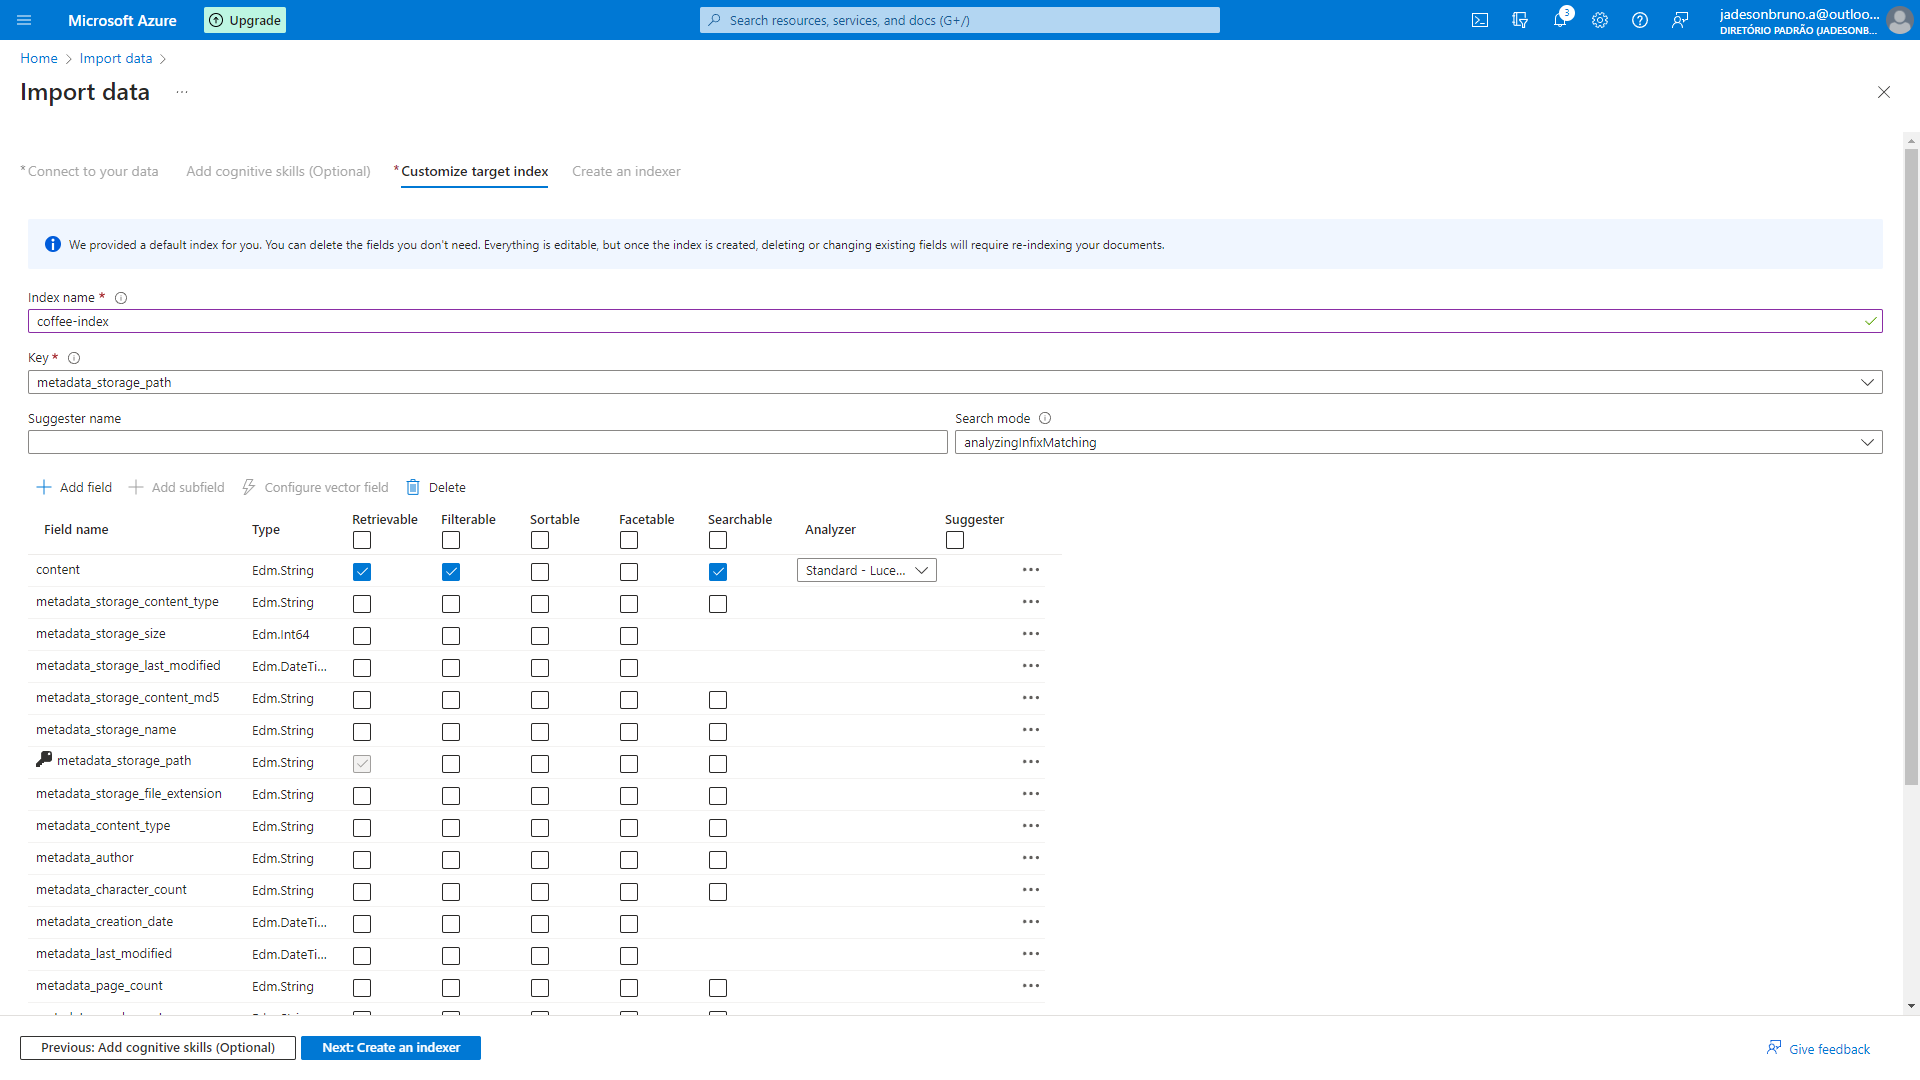 Microsoft Azure
Upgrade
Search resources, services, and docs (G+/)
3
jadesonbruno.a@outloo...
DIRETÓRIO PADRÃO (JADESONB...
Home > Import data >
Import data ...
* Connect to your data
Add cognitive skills (Optional)
* Customize target index
Create an indexer
We provided a default index for you. You can delete the fields you don't need. Everything is editable, but once the index is created, deleting or changing existing fields will require re-indexing your documents.
Index name *
coffee-index
Key *
metadata_storage_path
Suggester name
Search mode
analyzingInfixMatching
Add field
Add subfield
Configure vector field
Delete
Field name Type Retrievable Filterable Sortable Facetable Searchable Analyzer Suggester
content Edm.String Standard - Luce...
metadata_storage_content_type Edm.String
metadata_storage_size Edm.Int64
metadata_storage_last_modified Edm.DateTi...
metadata_storage_content_md5 Edm.String
metadata_storage_name Edm.String
metadata_storage_path Edm.String
metadata_storage_file_extension Edm.String
metadata_content_type Edm.String
metadata_author Edm.String
metadata_character_count Edm.String
metadata_creation_date Edm.DateTi...
metadata_last_modified Edm.DateTi...
metadata_page_count Edm.String
Previous: Add cognitive skills (Optional)
Next: Create an indexer
Give feedback